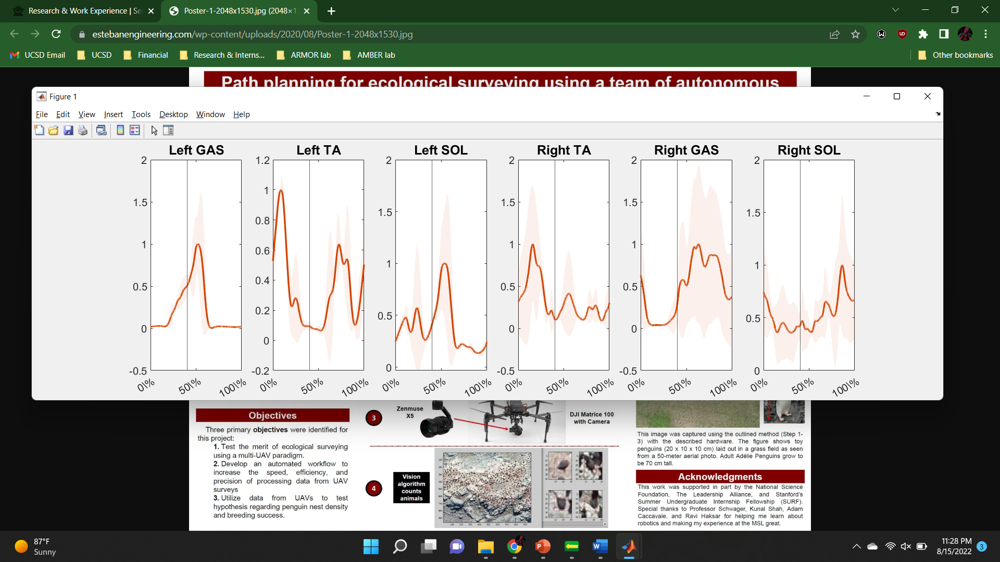 Research & Work Experience | Se
Poster-1-2048x1530.jpg (2048×1
estebanengineering.com/wp-content/uploads/2020/08/Poster-1-2048x1530.jpg
UCSD Email
UCSD
Financial
Research & Interns...
ARMOR lab
AMBER lab
Other bookmarks
Path planning for ecological surveying using a team of autonomous
Figure 1
File Edit View Insert Tools Desktop Window Help
Left GAS
2
1.5
1
0.5
0
-0.5
0\%
50\%
100\%
Left TA
1.2
1
0.8
0.6
0.4
0.2
0
-0.2
0\%
50\%
100\%
Left SOL
2
1.5
1
0.5
0
0\%
50\%
100\%
Right TA
2
1.5
1
0.5
0
-0.5
0\%
50\%
100\%
Right GAS
2
1.5
1
0.5
0
-0.5
0\%
50\%
100\%
Right SOL
2
1.5
1
0.5
0
0\%
50\%
100\%
Objectives
Three primary objectives were identified for
this project:
1. Test the merit of ecological surveying
using a multi-UAV paradigm.
2. Develop an automated workflow to
increase the speed, efficiency, and
precision of processing data from UAV
surveys
3. Utilize data from UAVs to test
hypothesis regarding penguin nest density
and breeding success.
3
Zenmuse
X5
DJI Matrice 100
with Camera
4
Vision
algorithm
counts
animals
This image was captured using the outlined method (Step 1-
3) with the described hardware. The figure shows toy
penguins (20 x 10 x 10 cm) laid out in a grass field as seen
from a 50-meter aerial photo. Adult Adélie Penguins grow to
be 70 cm tall.
Acknowledgments
This work was supported in part by the National Science
Foundation, The Leadership Alliance, and Stanford's
Summer Undergraduate Internship Fellowship (SURF).
Special thanks to Professor Schwager, Kunal Shah, Adam
Caccavale, and Ravi Haksar for helping me learn about
robotics and making my experience at the MSL great.
87°F
Sunny
11:28 PM
8/15/2022
3